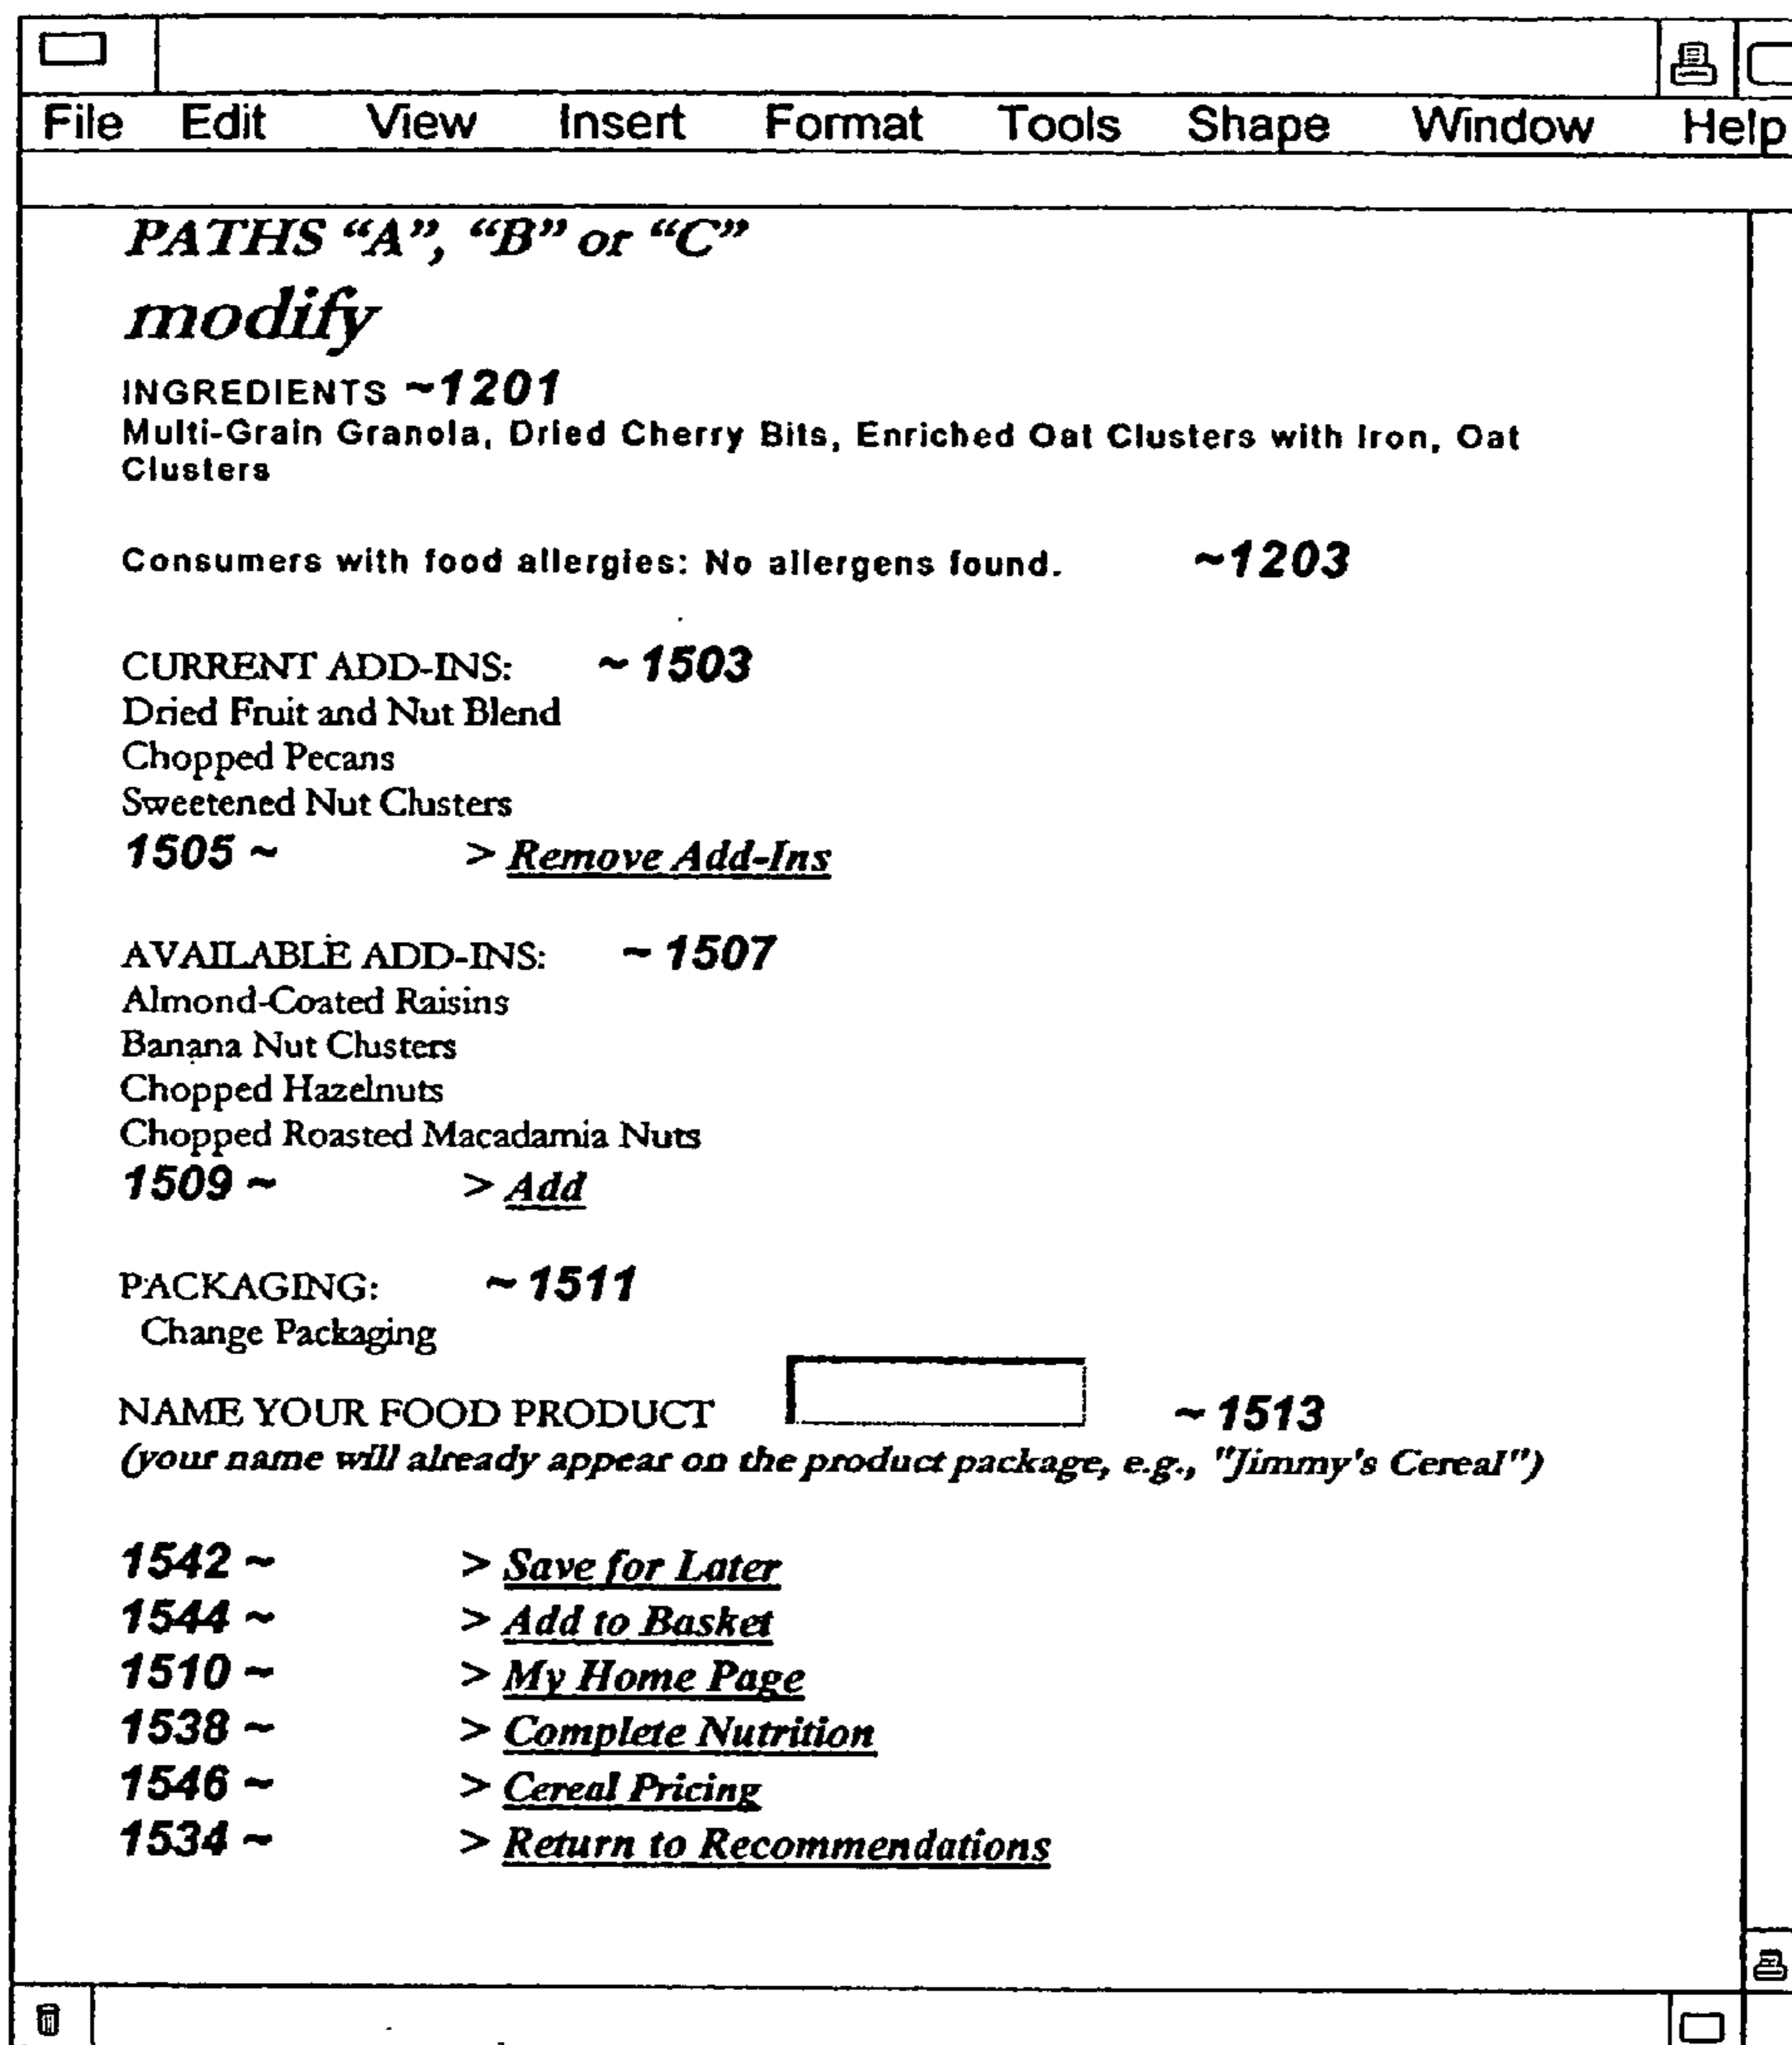 File Edit View Insert Format Tools Shape Window Help
PATHS “A”, “B” or “C”
modify
INGREDIENTS ~1201
Multi-Grain Granola, Dried Cherry Bits, Enriched Oat Clusters with Iron, Oat
Clusters
Consumers with food allergies: No allergens found. ~1203
CURRENT ADD-INS: ~ 1503
Dried Fruit and Nut Blend
Chopped Pecans
Sweetened Nut Clusters
1505 ~ > Remove Add-Ins
AVAILABLE ADD-INS: ~ 1507
Almond-Coated Raisins
Banana Nut Clusters
Chopped Hazelnuts
Chopped Roasted Macadamia Nuts
1509 ~ > Add
PACKAGING: ~ 1511
Change Packaging
NAME YOUR FOOD PRODUCT ~ 1513
(your name will already appear on the product package, e.g., "Jimmy's Cereal")
1542 ~ > Save for Later
1544 ~ > Add to Basket
1510 ~ > My Home Page
1538 ~ > Complete Nutrition
1546 ~ > Cereal Pricing
1534 ~ > Return to Recommendations